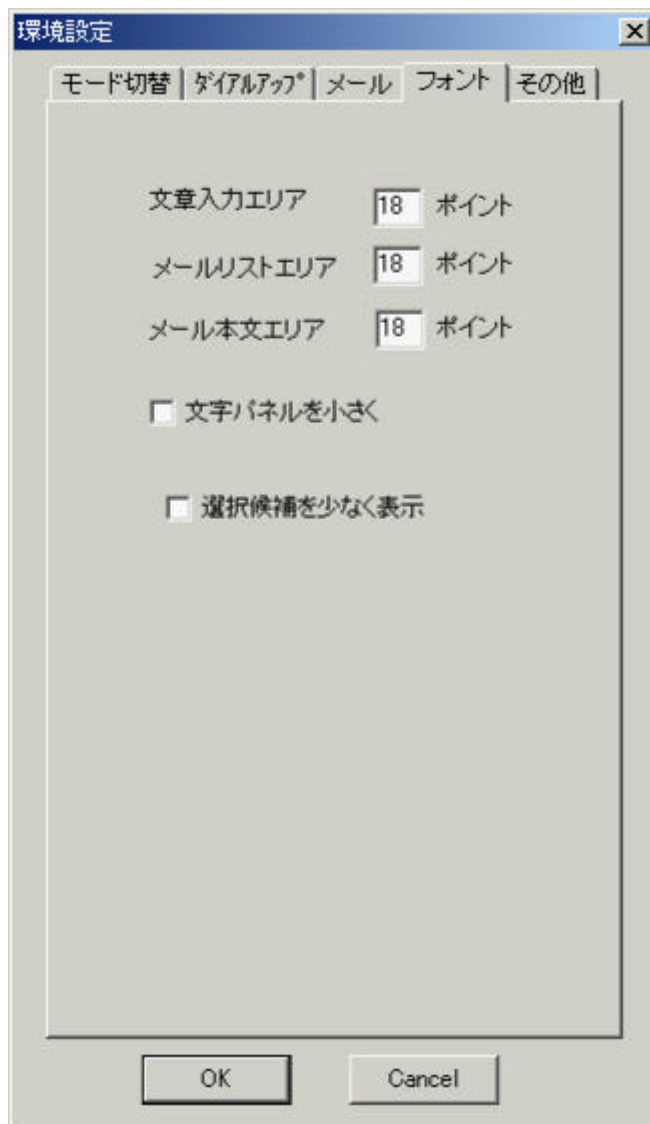 環境設定
モード切替 ﾀﾞｲｱﾙｱｯﾌﾟ メール フォント その他
文章入力エリア 18 ポイント
メールリストエリア 18 ポイント
メール本文エリア 18 ポイント
文字パネルを小さく
選択候補を少なく表示
OK Cancel